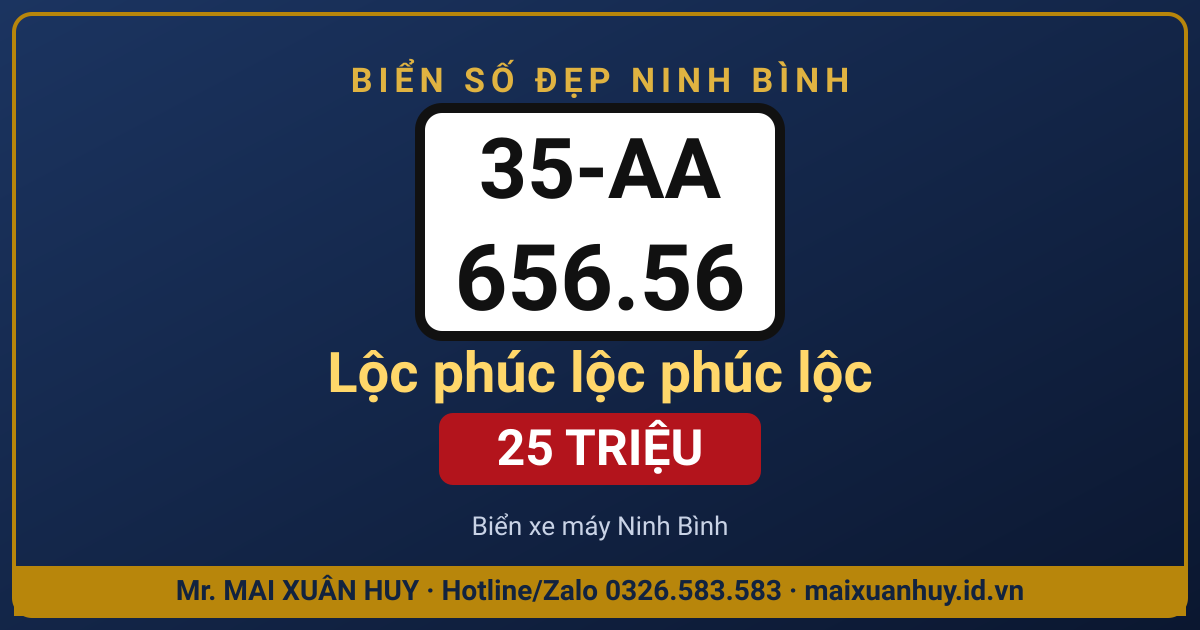 BIỂN SỐ ĐẸP NINH BÌNH
35-AA
656.56
Lộc phúc lộc phúc lộc
25 TRIỆU
Biển xe máy Ninh Bình
Mr. MAI XUÂN HUY · Hotline/Zalo 0326.583.583 · maixuanhuy.id.vn